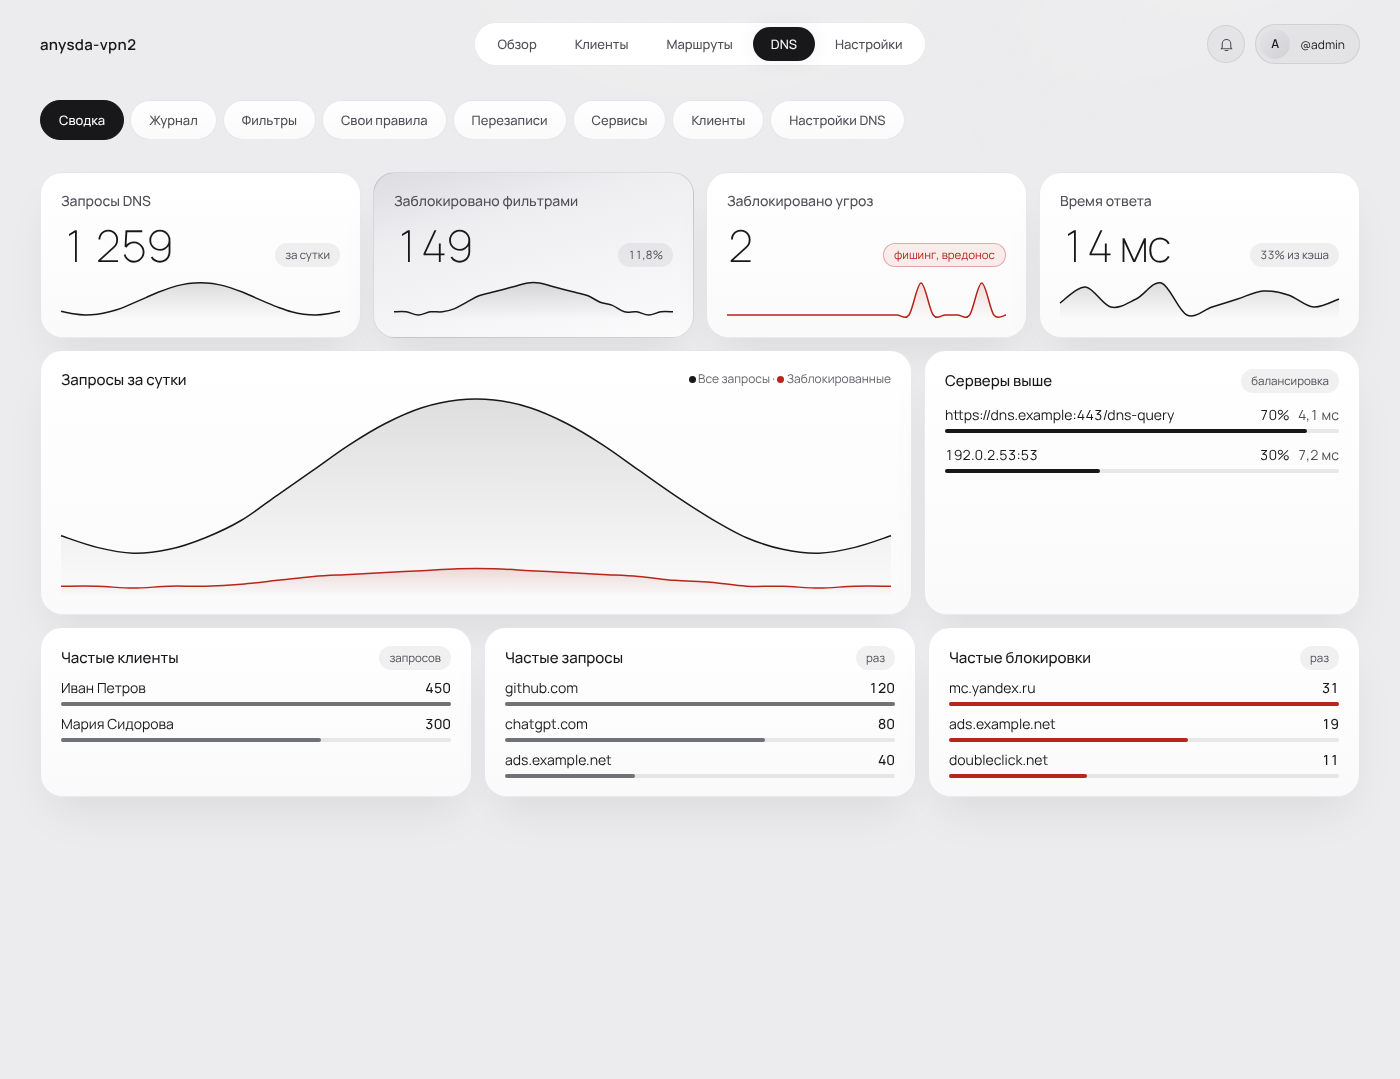 anysda-vpn2
Обзор Клиенты Маршруты DNS Настройки
A @admin
Сводка Журнал Фильтры Свои правила Перезаписи Сервисы Клиенты Настройки DNS
Запросы DNS
1 259
за сутки
Заблокировано фильтрами
149
11,8%
Заблокировано угроз
2
фишинг, вредонос
Время ответа
14 мс
33% из кэша
Запросы за сутки
Все запросы · Заблокированные
Серверы выше
балансировка
https://dns.example:443/dns-query 70% 4,1 мс
192.0.2.53:53 30% 7,2 мс
Частые клиенты
запросов
Иван Петров 450
Мария Сидорова 300
Частые запросы
раз
github.com 120
chatgpt.com 80
ads.example.net 40
Частые блокировки
раз
mc.yandex.ru 31
ads.example.net 19
doubleclick.net 11